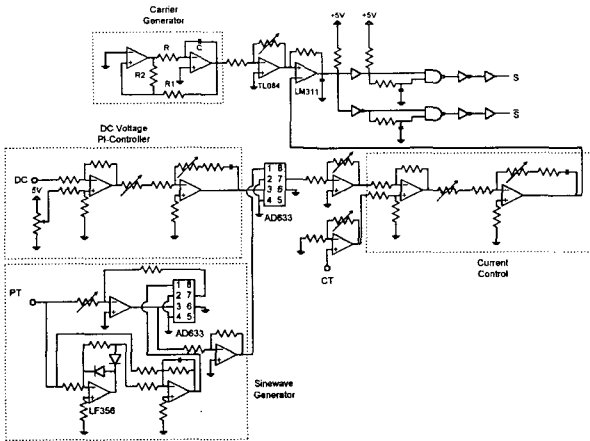 Carrier
Generator
R
C
R2
R1
TL084
LM311
+5V
+5V
S
S̅
DC Voltage
PI-Controller
DC
5V
1 8
2 7
3 6
4 5
AD633
CT
Current
Control
PT
1 8
2 7
3 6
4 5
AD633
LF356
Sinewave
Generator